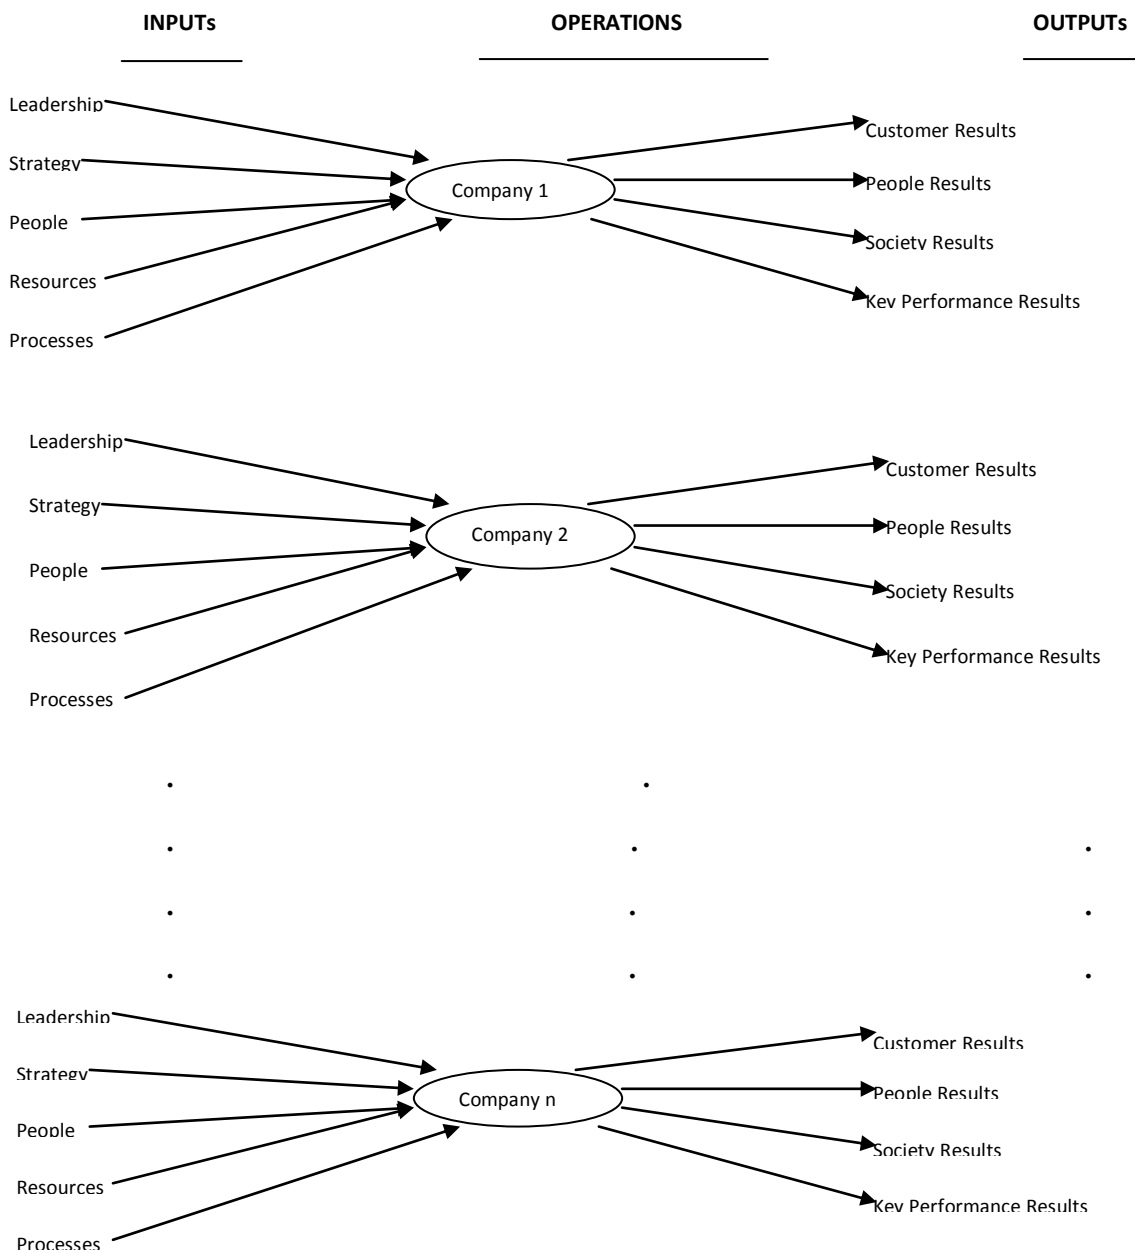 INPUTs OPERATIONS OUTPUTs
Leadership
Customer Results
Strategy
People Results
Company 1
People
Society Results
Resources
Key Performance Results
Processes
Leadership
Customer Results
Strategy
People Results
Company 2
People
Society Results
Resources
Key Performance Results
Processes
Leadership
Customer Results
Strategy
People Results
Company n
People
Society Results
Resources
Key Performance Results
Processes